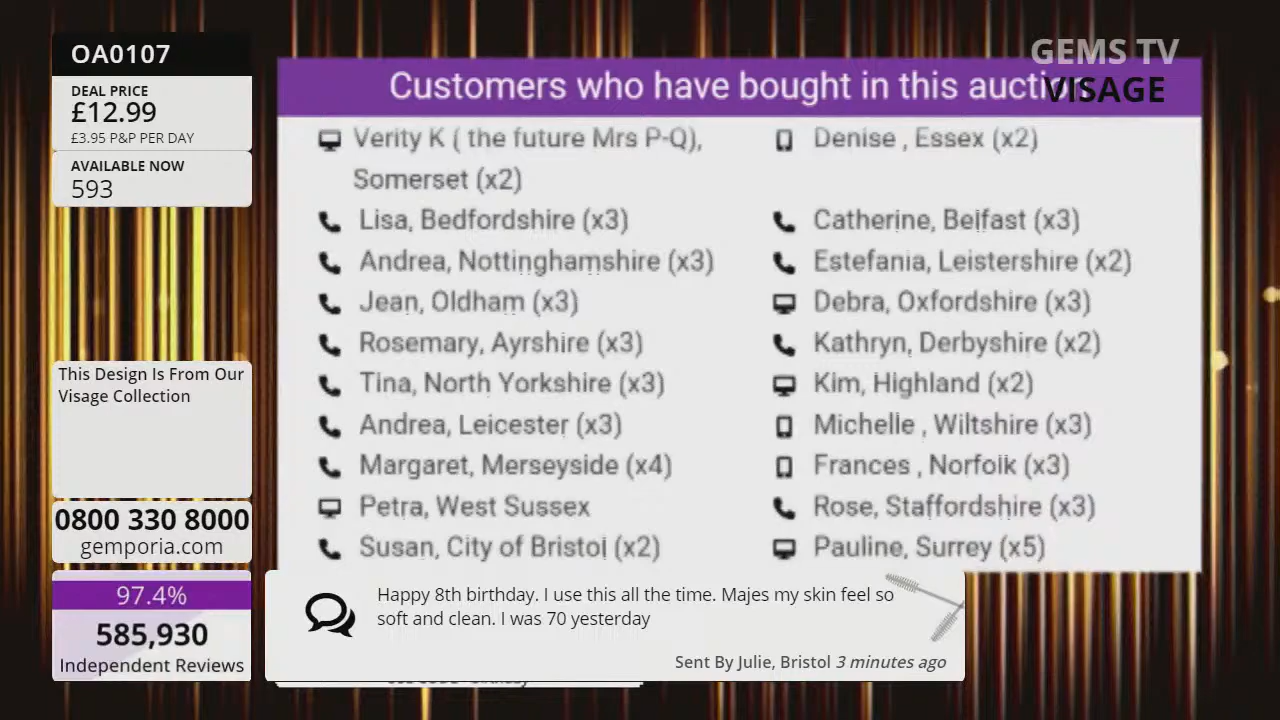 OA0107
DEAL PRICE
£12.99
£3.95 P&P PER DAY
AVAILABLE NOW
593
This Design Is From Our
Visage Collection
0800 330 8000
gemporia.com
97.4%
585,930
Independent Reviews
GEMS TV
VISAGE
Customers who have bought in this auction
Verity K ( the future Mrs P-Q),
Somerset (x2)
Lisa, Bedfordshire (x3)
Andrea, Nottinghamshire (x3)
Jean, Oldham (x3)
Rosemary, Ayrshire (x3)
Tina, North Yorkshire (x3)
Andrea, Leicester (x3)
Margaret, Merseyside (x4)
Petra, West Sussex
Susan, City of Bristol (x2)
Denise , Essex (x2)
Catherine, Belfast (x3)
Estefania, Leistershire (x2)
Debra, Oxfordshire (x3)
Kathryn, Derbyshire (x2)
Kim, Highland (x2)
Michelle , Wiltshire (x3)
Frances , Norfolk (x3)
Rose, Staffordshire (x3)
Pauline, Surrey (x5)
Happy 8th birthday. I use this all the time. Majes my skin feel so
soft and clean. I was 70 yesterday
Sent By Julie, Bristol 3 minutes ago